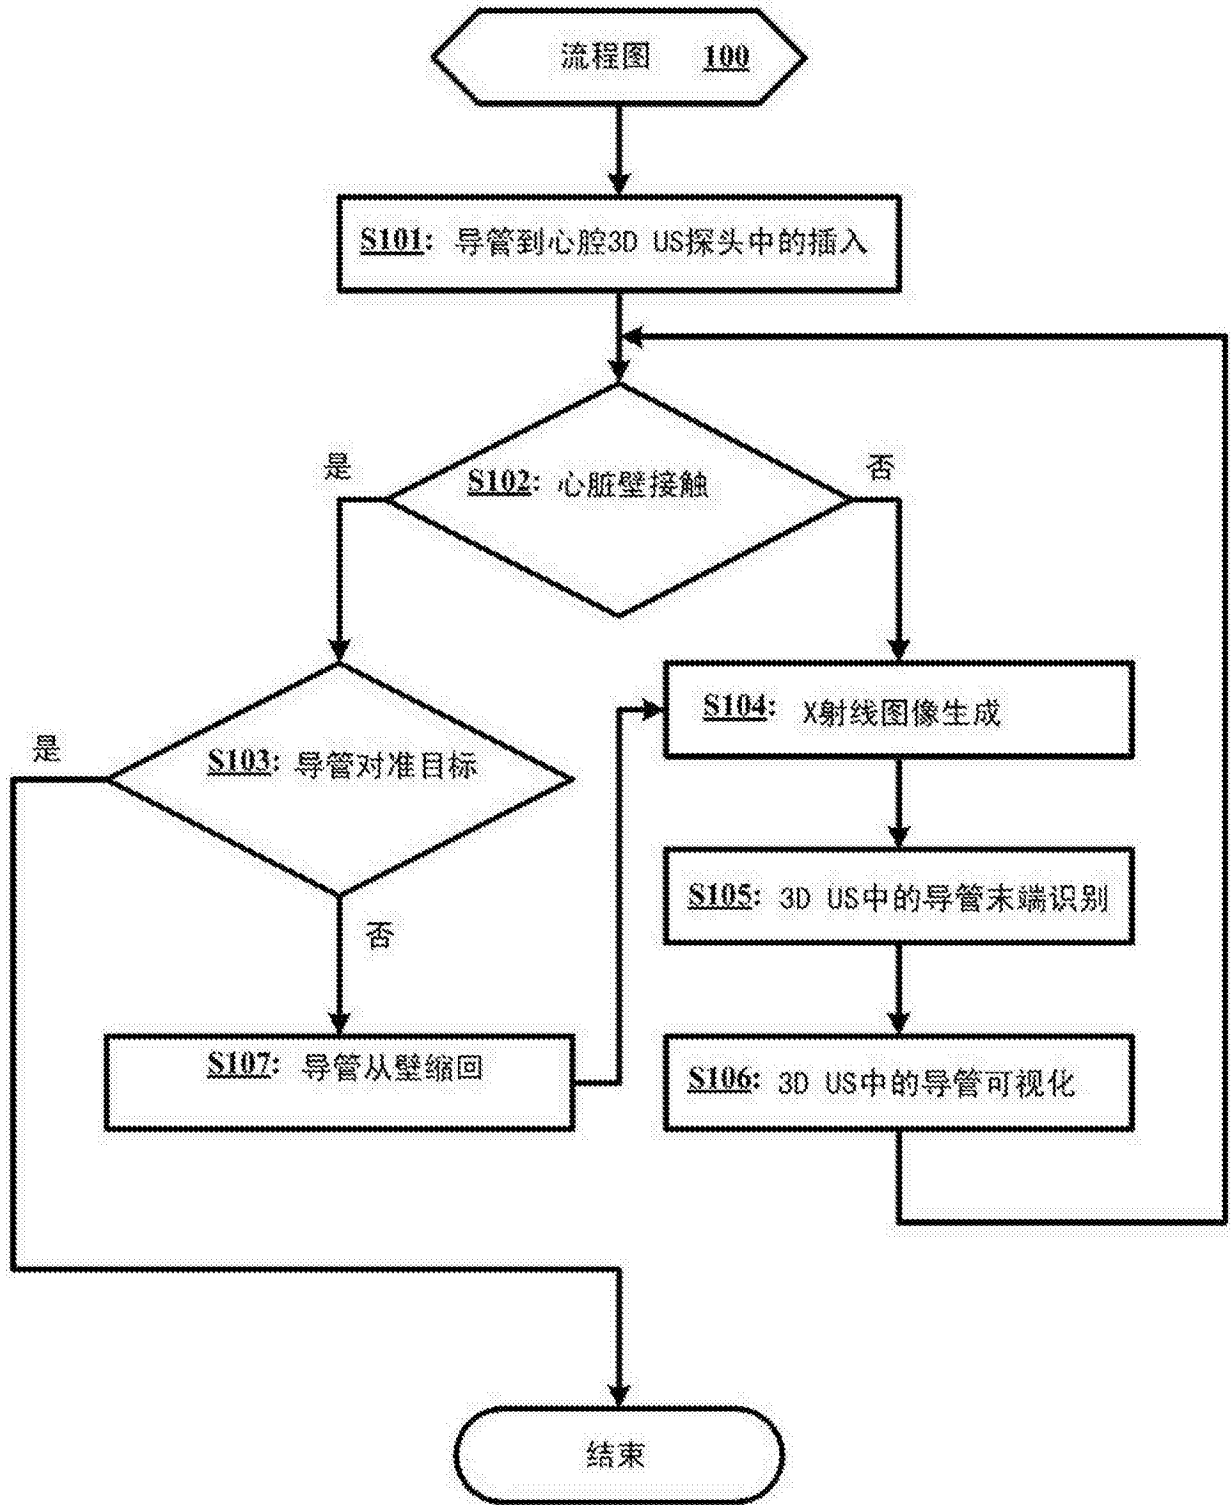 流程图 100
S101: 导管到心腔3D US探头中的插入
是
否
S102: 心脏壁接触
是
S103: 导管对准目标
S104: X射线图像生成
否
S105: 3D US中的导管末端识别
S107: 导管从壁缩回
S106: 3D US中的导管可视化
结束